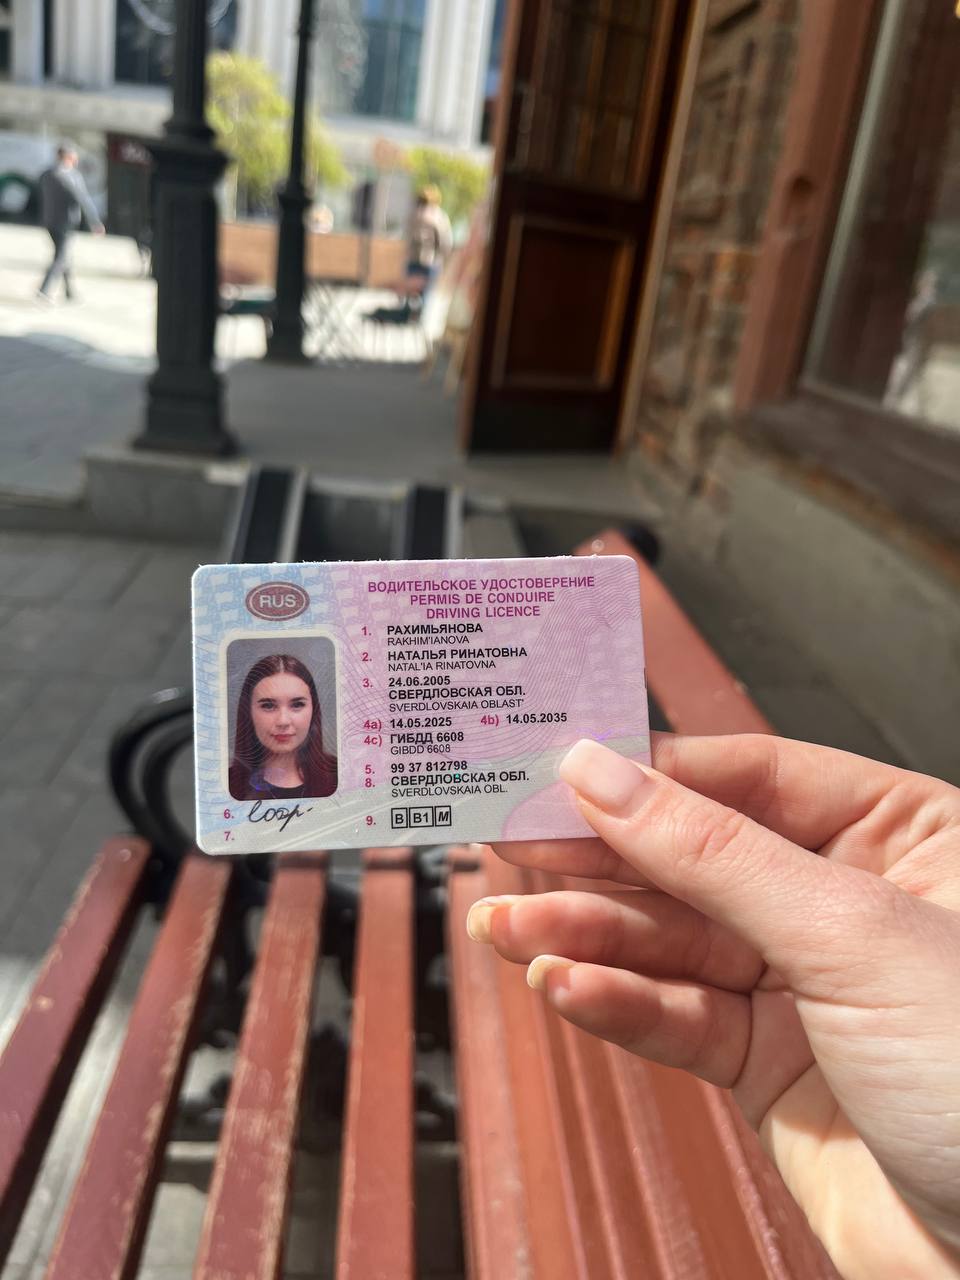 RUS
ВОДИТЕЛЬСКОЕ УДОСТОВЕРЕНИЕ
PERMIS DE CONDUIRE
DRIVING LICENCE
1. РАХИМЬЯНОВА
RAKHIM'IANOVA
2. НАТАЛЬЯ РИНАТОВНА
NATAL'IA RINATOVNA
3. 24.06.2005
СВЕРДЛОВСКАЯ ОБЛ.
SVERDLOVSKAIA OBLAST'
4a) 14.05.2025 4b) 14.05.2035
4c) ГИБДД 6608
GIBDD 6608
5. 99 37 812798
8. СВЕРДЛОВСКАЯ ОБЛ.
SVERDLOVSKAIA OBL.
6.
7.
9. B B1 M